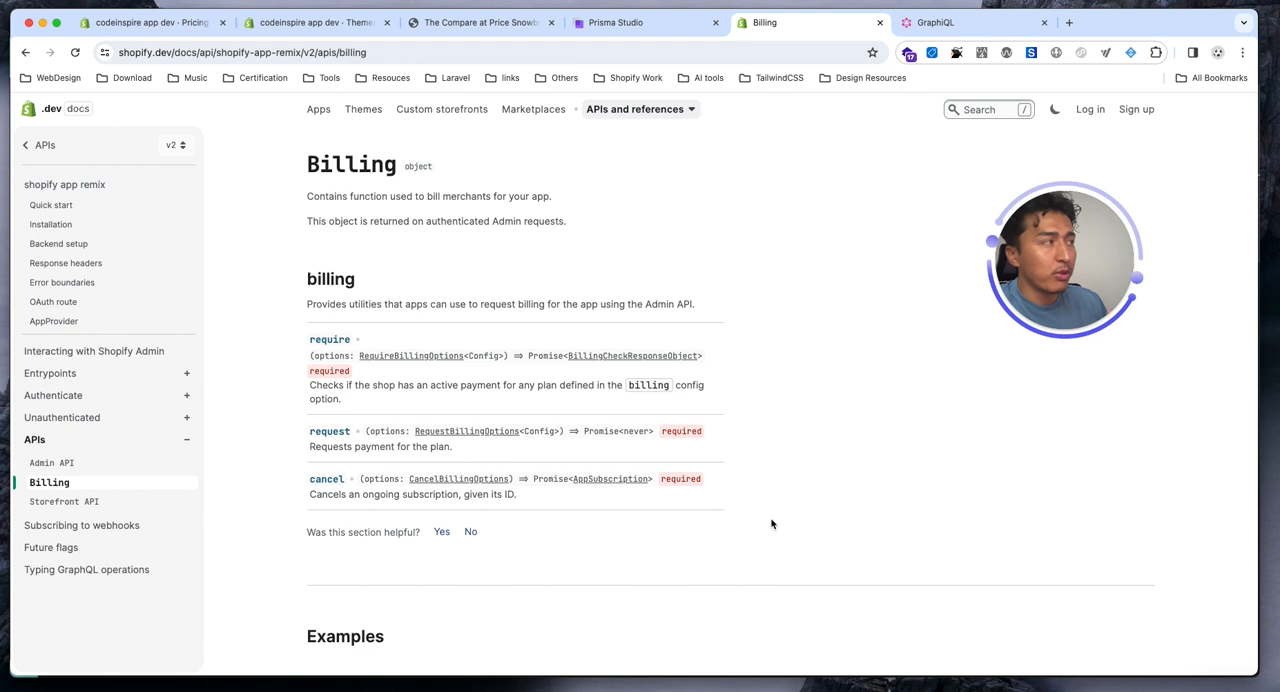 codeinspire app dev · Pricing
codeinspire app dev · Theme
The Compare at Price Snowb
Prisma Studio
Billing
GraphiQL
shopify.dev/docs/api/shopify-app-remix/v2/apis/billing
17
WebDesign
Download
Music
Certification
Tools
Resouces
Laravel
links
Others
Shopify Work
AI tools
TailwindCSS
Design Resources
All Bookmarks
.dev docs
Apps
Themes
Custom storefronts
Marketplaces
APIs and references
Search /
Log in
Sign up
APIs
v2
shopify app remix
Quick start
Installation
Backend setup
Response headers
Error boundaries
OAuth route
AppProvider
Interacting with Shopify Admin
Entrypoints +
Authenticate +
Unauthenticated +
APIs −
Admin API
Billing
Storefront API
Subscribing to webhooks
Future flags
Typing GraphQL operations
Billing object
Contains function used to bill merchants for your app.
This object is returned on authenticated Admin requests.
billing
Provides utilities that apps can use to request billing for the app using the Admin API.
require •
(options: RequireBillingOptions<Config>) => Promise<BillingCheckResponseObject>
required
Checks if the shop has an active payment for any plan defined in the billing config
option.
request • (options: RequestBillingOptions<Config>) => Promise<never> required
Requests payment for the plan.
cancel • (options: CancelBillingOptions) => Promise<AppSubscription> required
Cancels an ongoing subscription, given its ID.
Was this section helpful? Yes No
Examples